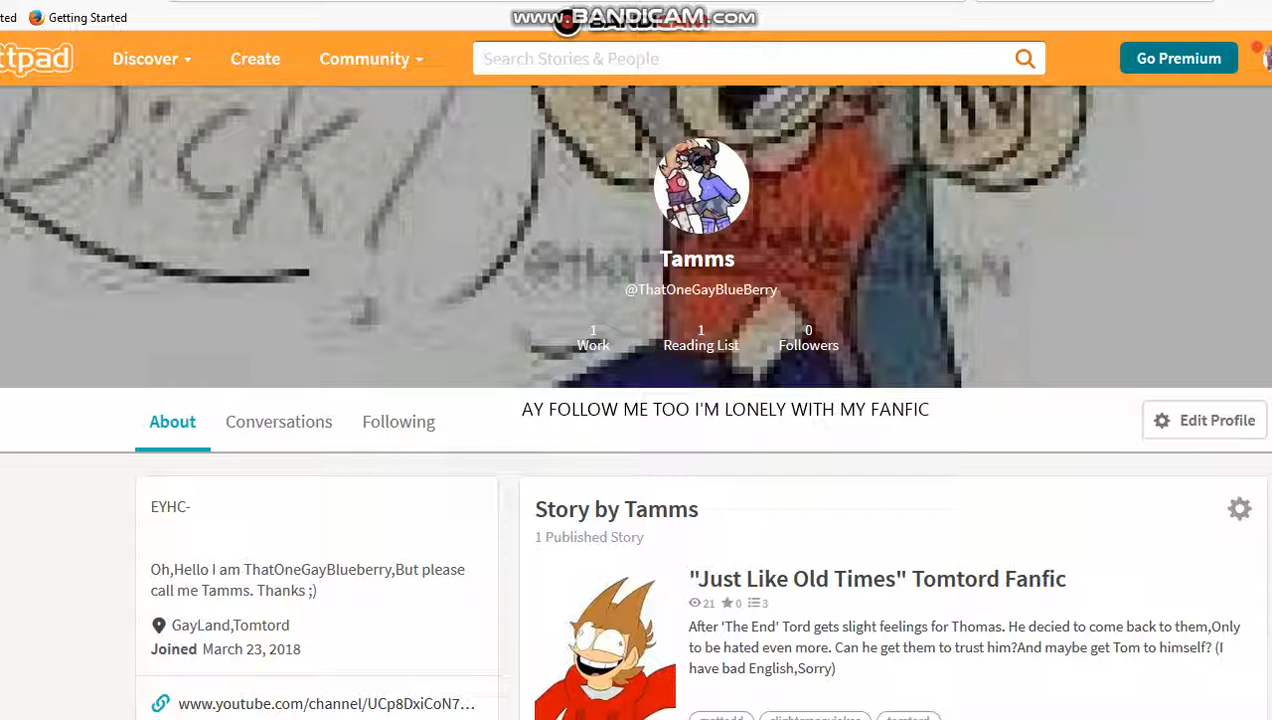 ted Getting Started
www.BANDICAM.com
ttpad Discover Create Community Search Stories & People Go Premium
Dick
Tamms
@ThatOneGayBlueBerry
1 1 0
Work Reading List Followers
About Conversations Following AY FOLLOW ME TOO I'M LONELY WITH MY FANFIC Edit Profile
EYHC-
Oh,Hello I am ThatOneGayBlueberry,But please
call me Tamms. Thanks ;)
GayLand,Tomtord
Joined March 23, 2018
www.youtube.com/channel/UCp8DxiCoN7...
Story by Tamms
1 Published Story
"Just Like Old Times" Tomtord Fanfic
21 0 3
After 'The End' Tord gets slight feelings for Thomas. He decied to come back to them,Only
to be hated even more. Can he get them to trust him?And maybe get Tom to himself? (I
have bad English,Sorry)